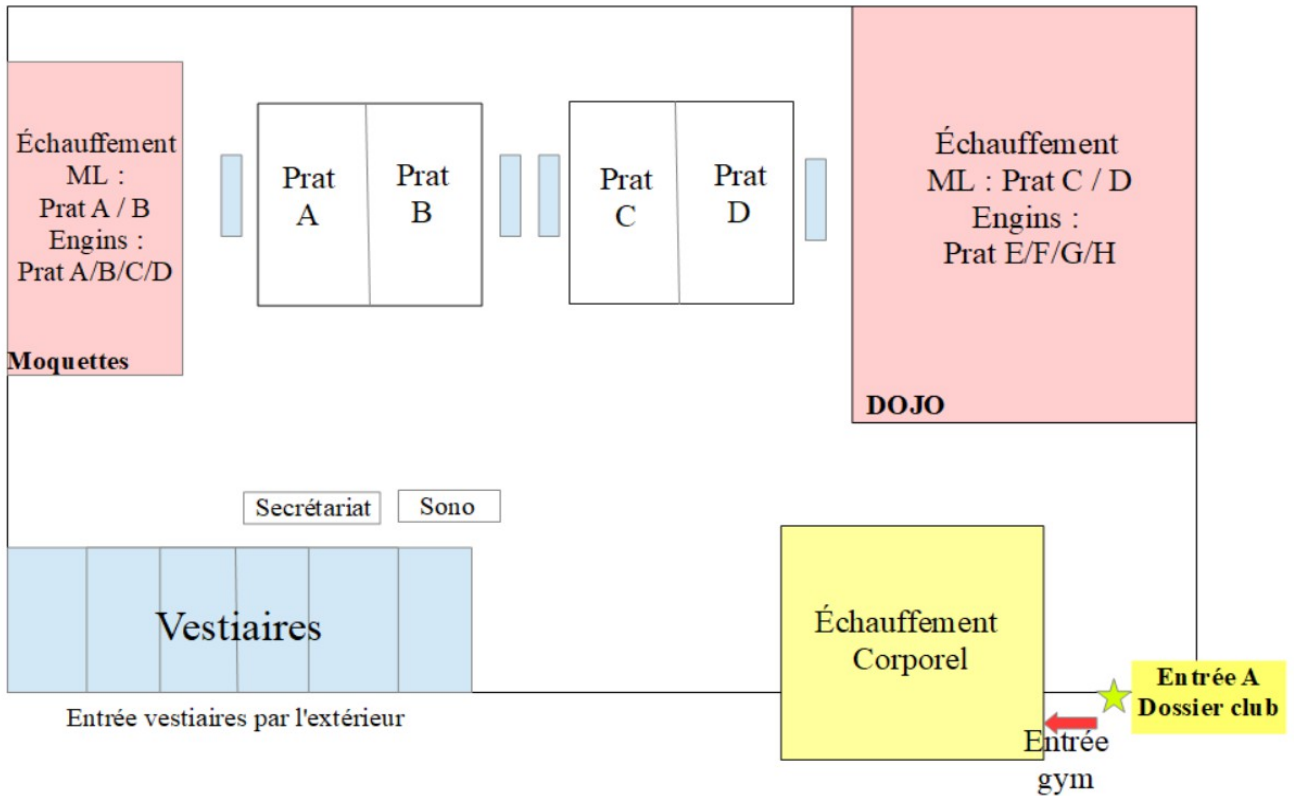 Échauffement
ML :
Prat A / B
Engins :
Prat A/B/C/D
Moquettes
Prat
A
Prat
B
Prat
C
Prat
D
Échauffement
ML : Prat C / D
Engins :
Prat E/F/G/H
DOJO
Secrétariat
Sono
Vestiaires
Entrée vestiaires par l'extérieur
Échauffement
Corporel
Entrée A
Dossier club
Entrée
gym